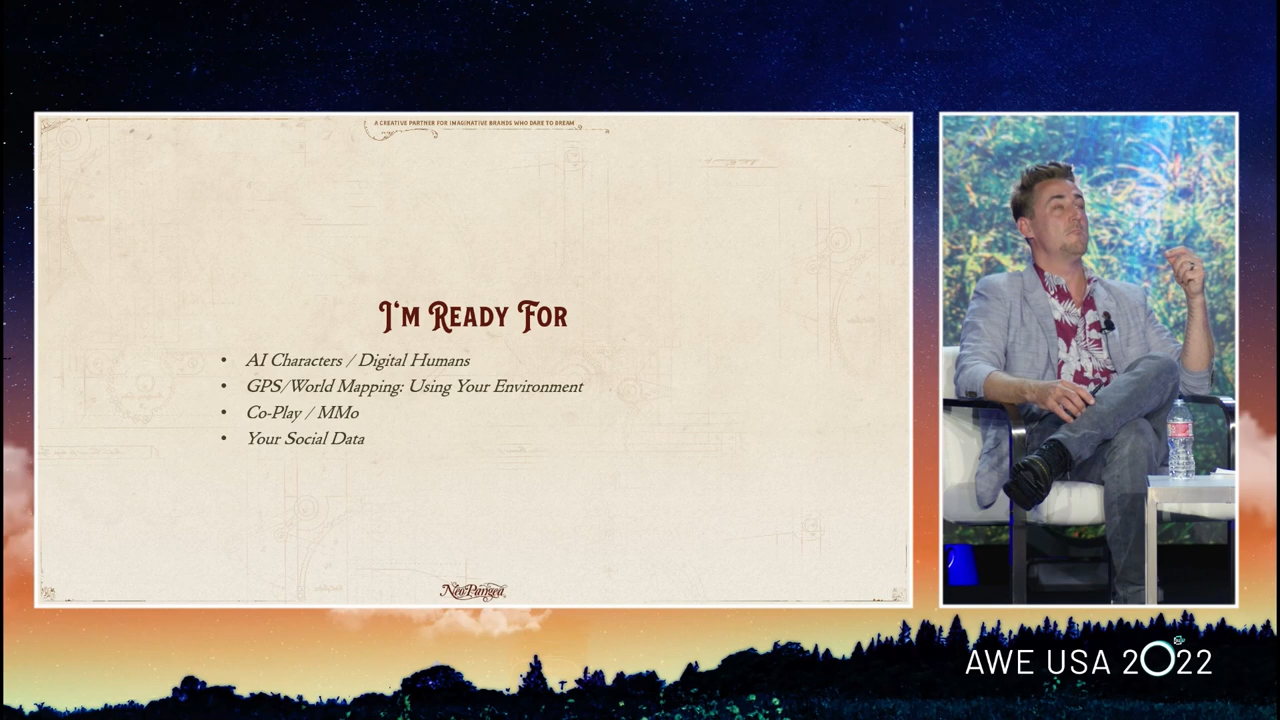 A CREATIVE PARTNER FOR IMAGINATIVE BRANDS WHO DARE TO DREAM
I'm Ready For
• AI Characters / Digital Humans
• GPS/World Mapping: Using Your Environment
• Co-Play / MMo
• Your Social Data
NeoPangea
AWE USA 2022